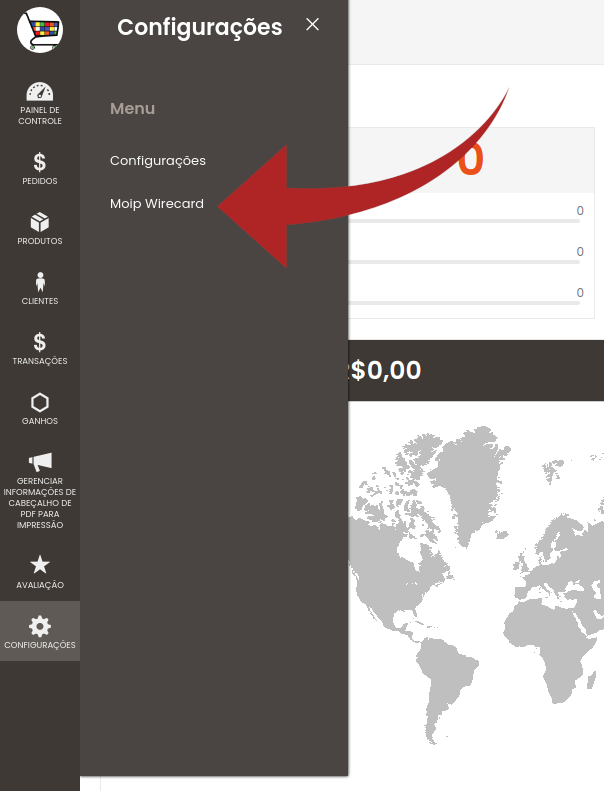 Configurações
Menu
Configurações
Moip Wirecard
PAINEL DE
CONTROLE
PEDIDOS
PRODUTOS
CLIENTES
TRANSAÇÕES
GANHOS
GERENCIAR
INFORMAÇÕES DE
CABEÇALHO DE
PDF PARA
IMPRESSÃO
AVALIAÇÃO
CONFIGURAÇÕES
0
0
0
0
$0,00